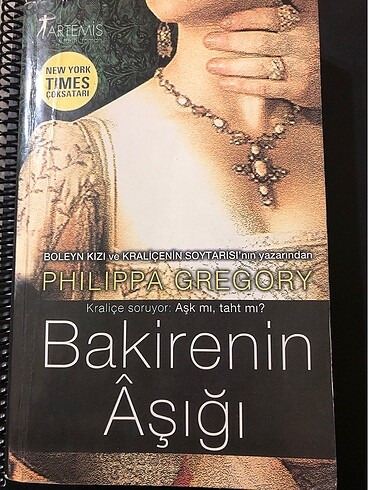 ARTEMİS
NEW YORK
TIMES
ÇOKSATARI
BOLEYN KIZI ve KRALİÇENİN SOYTARISI'nın yazarından
PHILIPPA GREGORY
Kraliçe soruyor: Aşk mı, taht mı?
Bakirenin
Âşığı